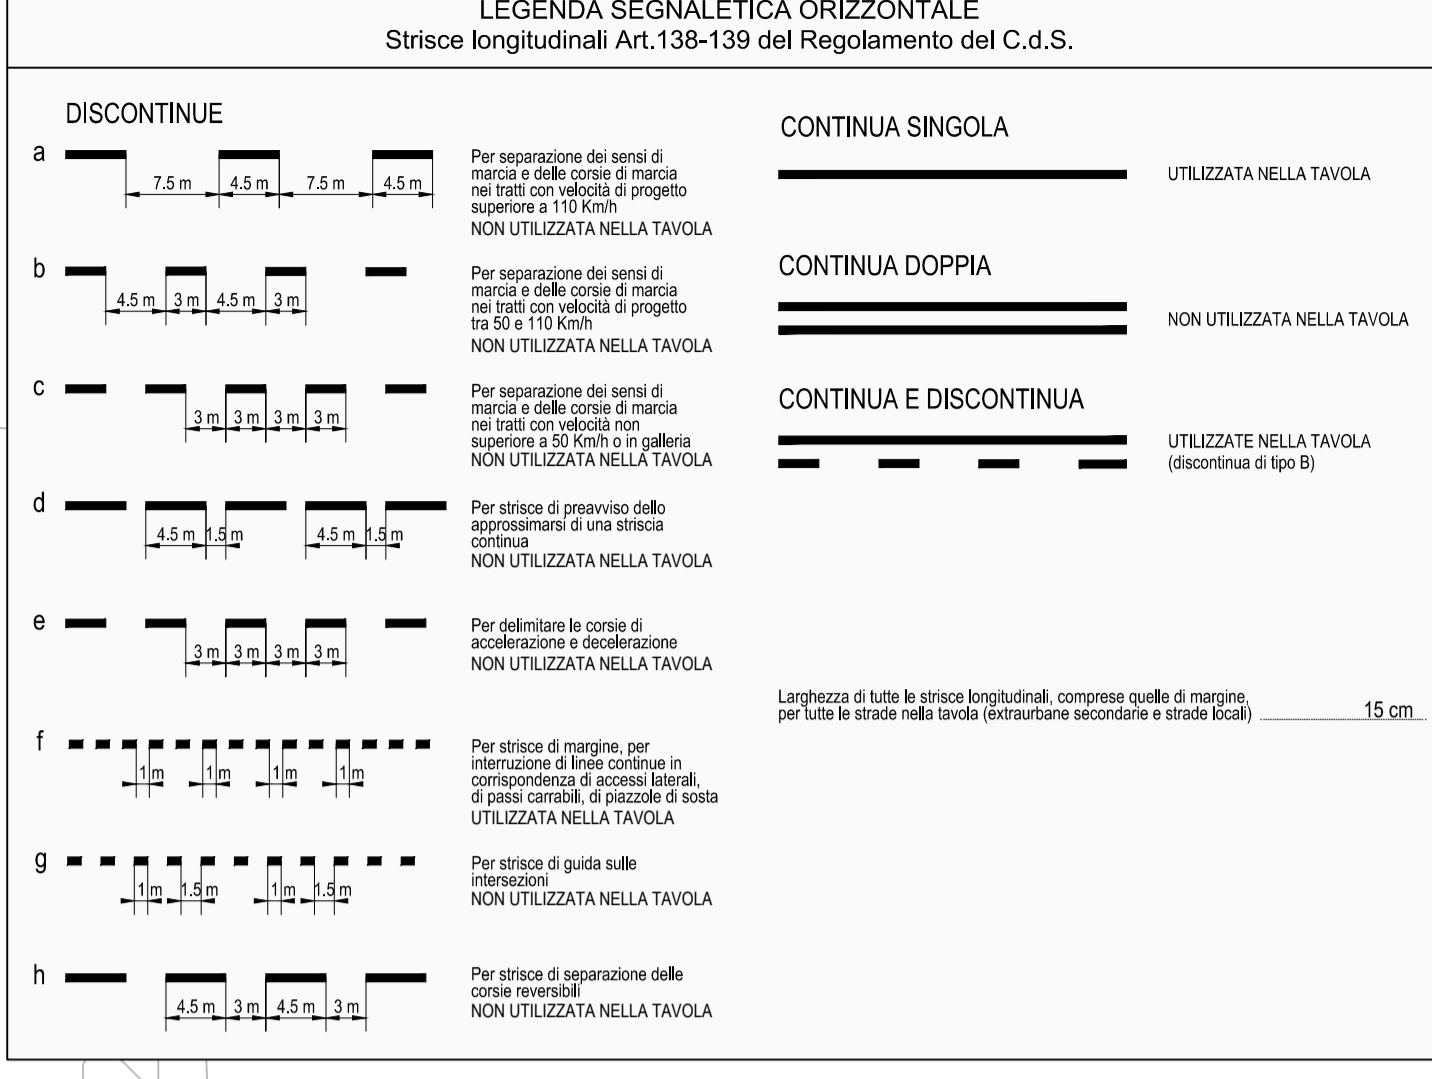 LEGENDA SEGNALETICA ORIZZONTALE
Strisce longitudinali Art.138-139 del Regolamento del C.d.S.
DISCONTINUE
a
7.5 m 4.5 m 7.5 m 4.5 m
Per separazione dei sensi di
marcia e delle corsie di marcia
nei tratti con velocità di progetto
superiore a 110 Km/h
NON UTILIZZATA NELLA TAVOLA
b
4.5 m 3 m 4.5 m 3 m
Per separazione dei sensi di
marcia e delle corsie di marcia
nei tratti con velocità di progetto
tra 50 e 110 Km/h
NON UTILIZZATA NELLA TAVOLA
c
3 m 3 m 3 m 3 m
Per separazione dei sensi di
marcia e delle corsie di marcia
nei tratti con velocità non
superiore a 50 Km/h o in galleria
NON UTILIZZATA NELLA TAVOLA
d
4.5 m 1.5 m 4.5 m 1.5 m
Per strisce di preavviso dello
approssimarsi di una striscia
continua
NON UTILIZZATA NELLA TAVOLA
e
3 m 3 m 3 m 3 m
Per delimitare le corsie di
accelerazione e decelerazione
NON UTILIZZATA NELLA TAVOLA
f
1 m 1 m 1 m 1 m
Per strisce di margine, per
interruzione di linee continue in
corrispondenza di accessi laterali,
di passi carrabili, di piazzole di sosta
UTILIZZATA NELLA TAVOLA
g
1 m 1.5 m 1 m 1.5 m
Per strisce di guida sulle
intersezioni
NON UTILIZZATA NELLA TAVOLA
h
4.5 m 3 m 4.5 m 3 m
Per strisce di separazione delle
corsie reversibili
NON UTILIZZATA NELLA TAVOLA
CONTINUA SINGOLA
UTILIZZATA NELLA TAVOLA
CONTINUA DOPPIA
NON UTILIZZATA NELLA TAVOLA
CONTINUA E DISCONTINUA
UTILIZZATE NELLA TAVOLA
(discontinua di tipo B)
Larghezza di tutte le strisce longitudinali, comprese quelle di margine,
per tutte le strade nella tavola (extraurbane secondarie e strade locali) 15 cm